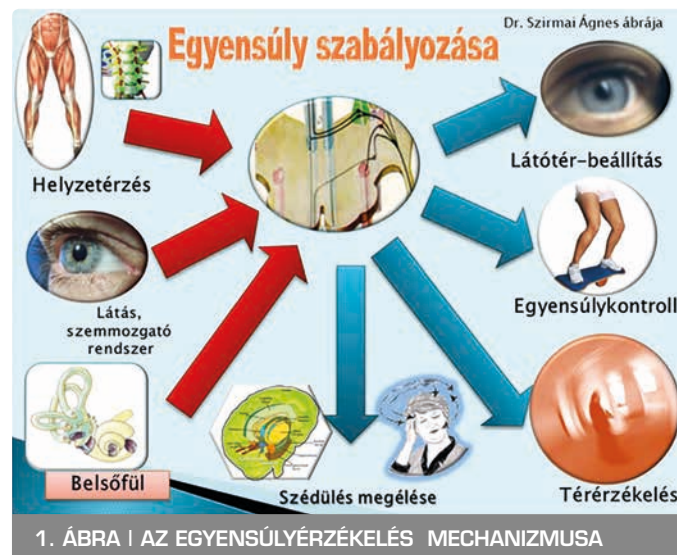 Dr. Szirmai Ágnes ábrája
Egyensúly szabályozása
Helyzetérzés
Látás,
szemmozgató
rendszer
Belsőfül
Látótér-beállítás
Egyensúlykontroll
Térérzékelés
Szédülés megélése
1. ÁBRA | AZ EGYENSÚLYÉRZÉKELÉS MECHANIZMUSA